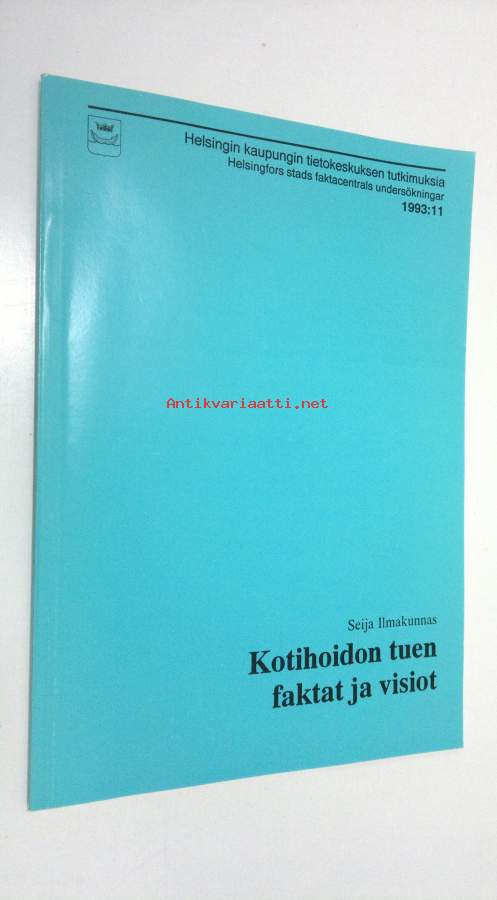 Helsingin kaupungin tietokeskuksen tutkimuksia
Helsingfors stads faktacentrals undersökningar
1993:11
Antikvariaatti.net
Seija Ilmakunnas
Kotihoidon tuen
faktat ja visiot